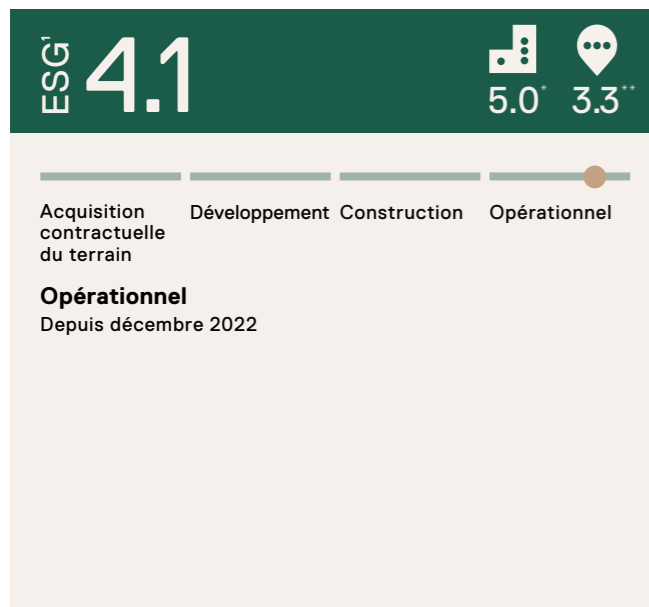 ESG¹ 4.1
5.0* 3.3**
Acquisition
contractuelle
du terrain
Développement
Construction
Opérationnel
Opérationnel
Depuis décembre 2022